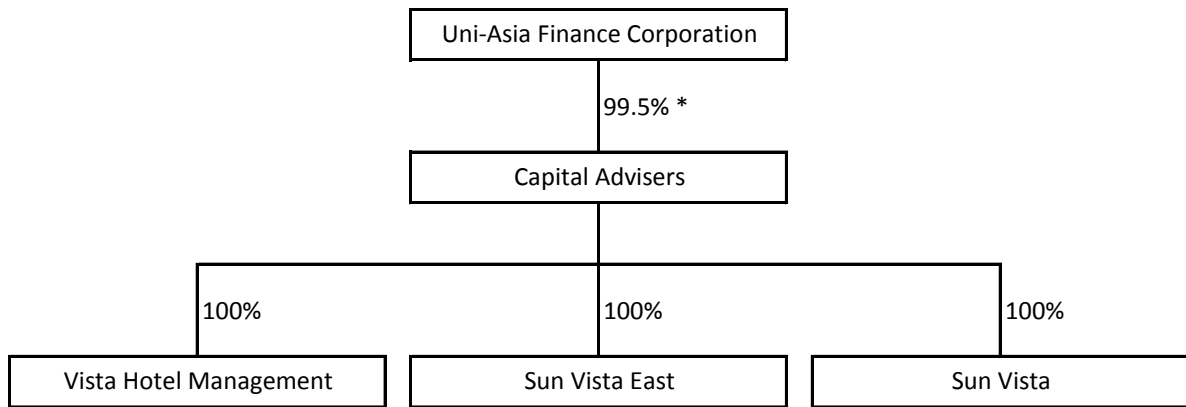 Uni-Asia Finance Corporation
99.5% *
Capital Advisers
100%
100%
100%
Vista Hotel Management
Sun Vista East
Sun Vista